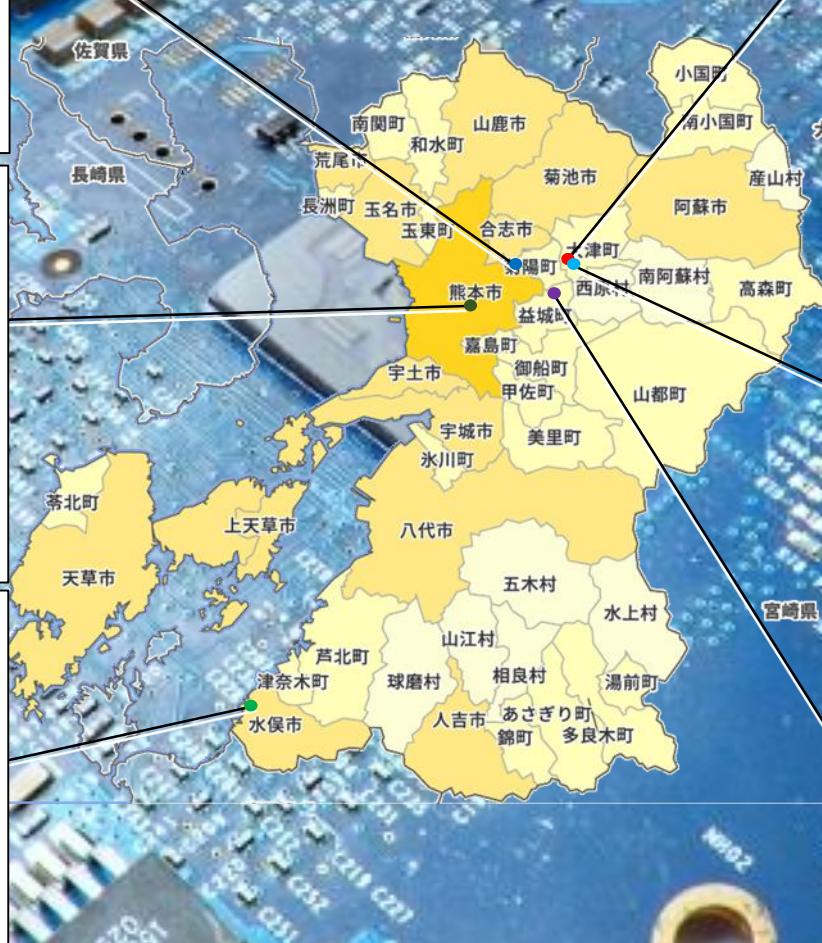 佐賀県
小国町
南小国町
南関町
和水町
山鹿市
荒尾市
菊池市
産山村
長崎県
長洲町
玉名市
阿蘇市
玉東町
合志市
大津町
菊陽町
南阿蘇村
西原村
高森町
熊本市
益城町
嘉島町
御船町
宇土市
甲佐町
山都町
宇城市
美里町
氷川町
苓北町
上天草市
八代市
天草市
五木村
水上村
宮崎県
山江村
芦北町
相良村
津奈木町
球磨村
湯前町
あさぎり町
人吉市
水俣市
錦町
多良木町
NH02
C219
C227
C252
C251